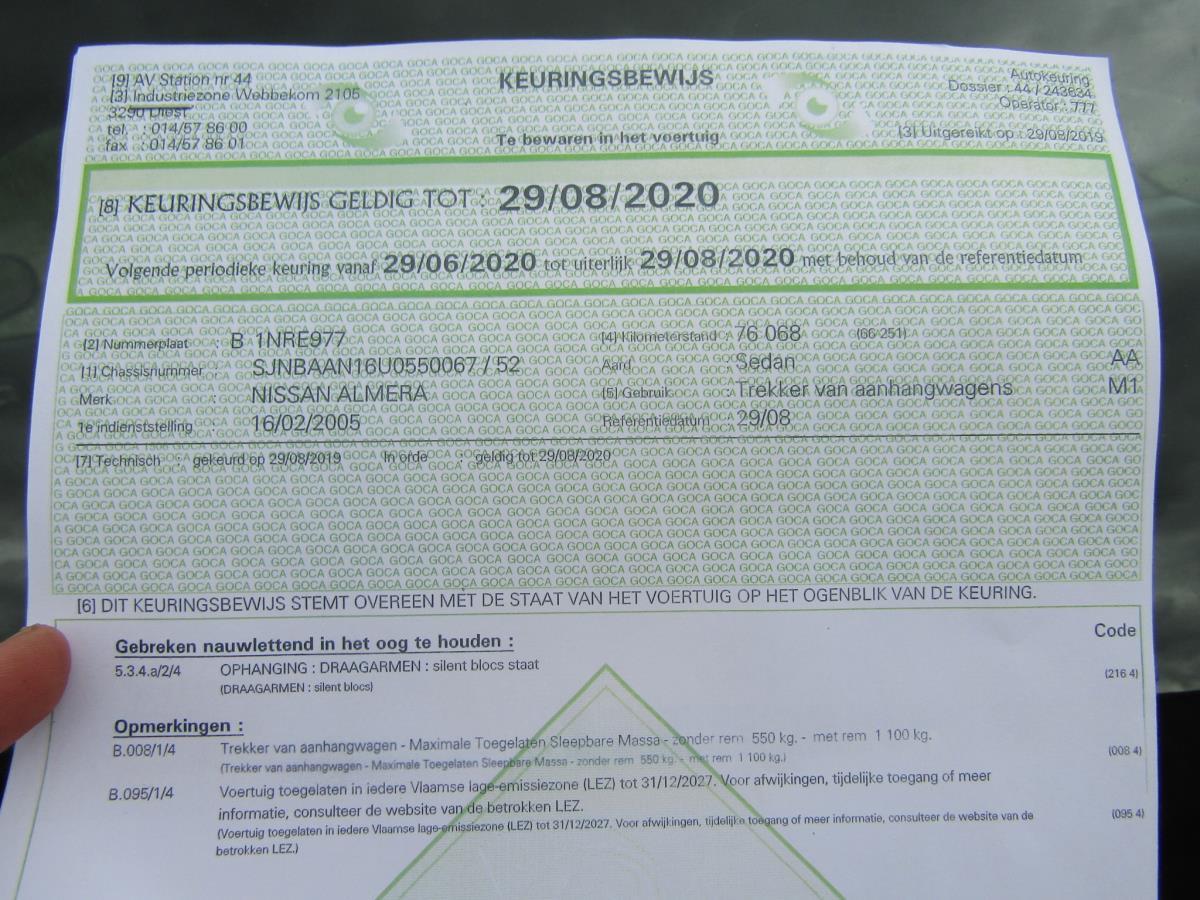 [9] AV Station nr 44
[3] Industriezone Webbekom 2105
3290 Diest
tel. : 014/57 86 00
fax : 014/57 86 01
KEURINGSBEWIJS
Te bewaren in het voertuig
Autokeuring
Dossier : 44 / 243634
Operator : 777
[3] Uitgereikt op : 29/08/2019
[8] KEURINGSBEWIJS GELDIG TOT : 29/08/2020
Volgende periodieke keuring vanaf 29/06/2020 tot uiterlijk 29/08/2020 met behoud van de referentiedatum
[2] Nummerplaat : B 1NRE977 [4] Kilometerstand : 76 068 (66 251)
[1] Chassisnummer : SJNBAAN16U0550067 / 52 Aard : Sedan AA
Merk : NISSAN ALMERA [5] Gebruik : Trekker van aanhangwagens M1
1e indienststelling : 16/02/2005 Referentiedatum : 29/08
[7] Technisch : gekeurd op 29/08/2019 In orde : geldig tot 29/08/2020
[6] DIT KEURINGSBEWIJS STEMT OVEREEN MET DE STAAT VAN HET VOERTUIG OP HET OGENBLIK VAN DE KEURING.
Gebreken nauwlettend in het oog te houden : Code
5.3.4.a/2/4 OPHANGING : DRAAGARMEN : silent blocs staat (216 4)
(DRAAGARMEN : silent blocs)
Opmerkingen :
B.008/1/4 Trekker van aanhangwagen - Maximale Toegelaten Sleepbare Massa - zonder rem 550 kg. - met rem 1 100 kg. (008 4)
(Trekker van aanhangwagen - Maximale Toegelaten Sleepbare Massa - zonder rem 550 kg. - met rem 1 100 kg.)
B.095/1/4 Voertuig toegelaten in iedere Vlaamse lage-emissiezone (LEZ) tot 31/12/2027. Voor afwijkingen, tijdelijke toegang of meer (095 4)
informatie, consulteer de website van de betrokken LEZ.
(Voertuig toegelaten in iedere Vlaamse lage-emissiezone (LEZ) tot 31/12/2027. Voor afwijkingen, tijdelijke toegang of meer informatie, consulteer de website van de
betrokken LEZ.)